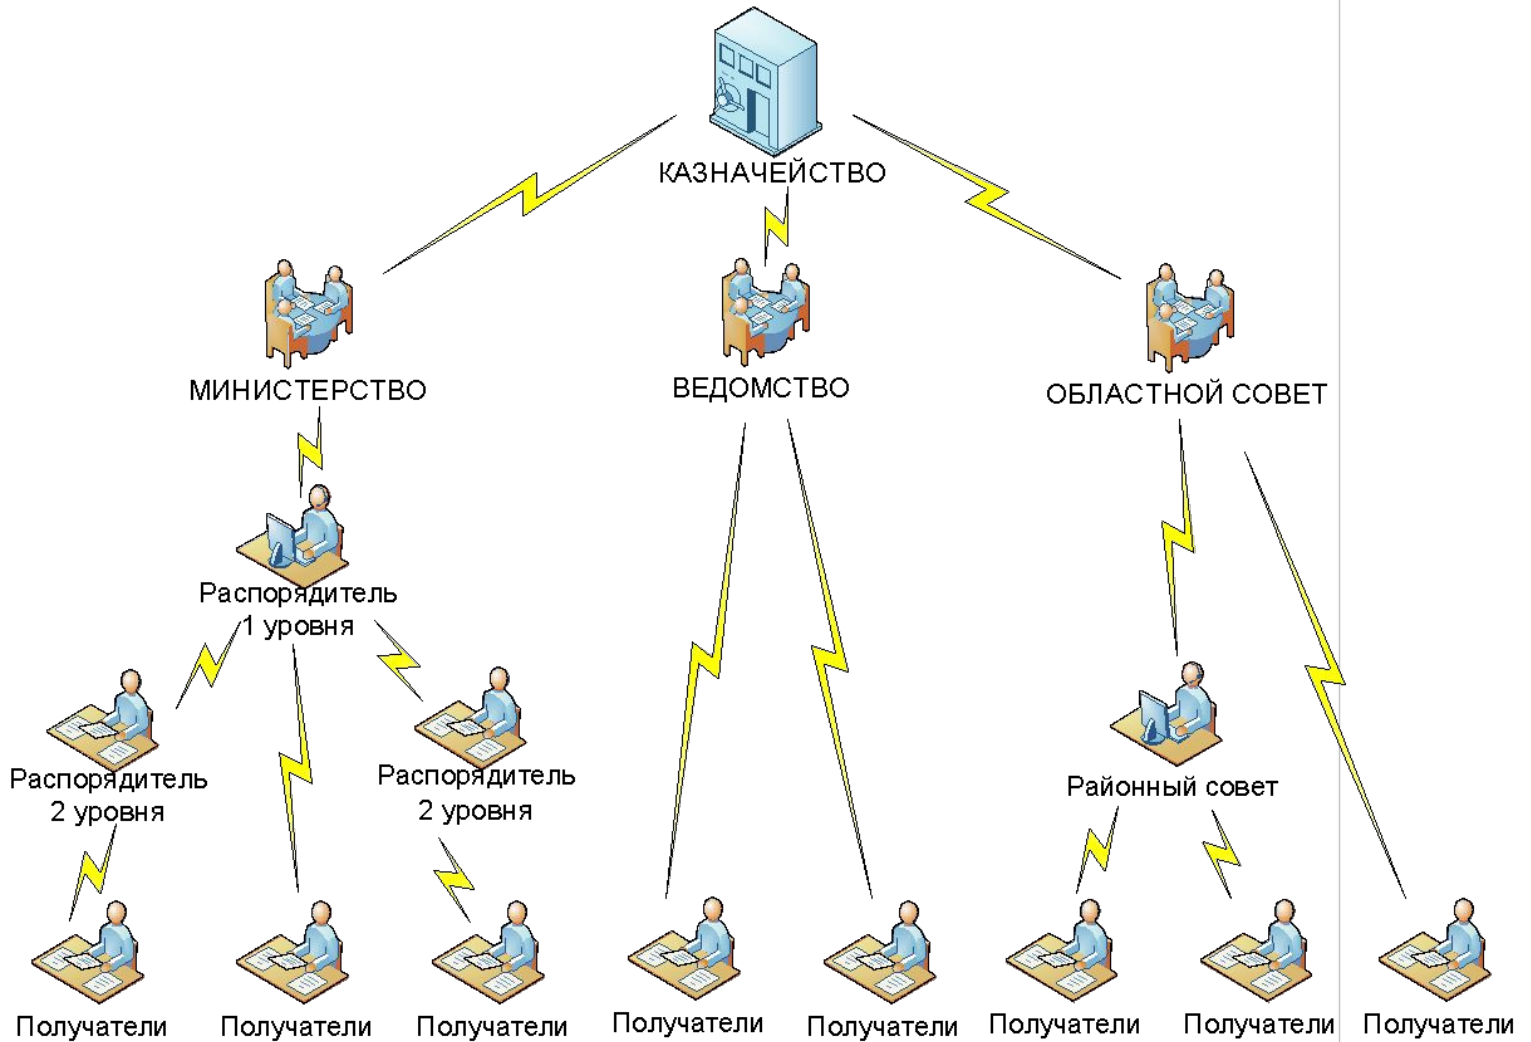 КАЗНАЧЕЙСТВО
МИНИСТЕРСТВО
ВЕДОМСТВО
ОБЛАСТНОЙ СОВЕТ
Распорядитель
1 уровня
Распорядитель
2 уровня
Распорядитель
2 уровня
Районный совет
Получатели
Получатели
Получатели
Получатели
Получатели
Получатели
Получатели
Получатели